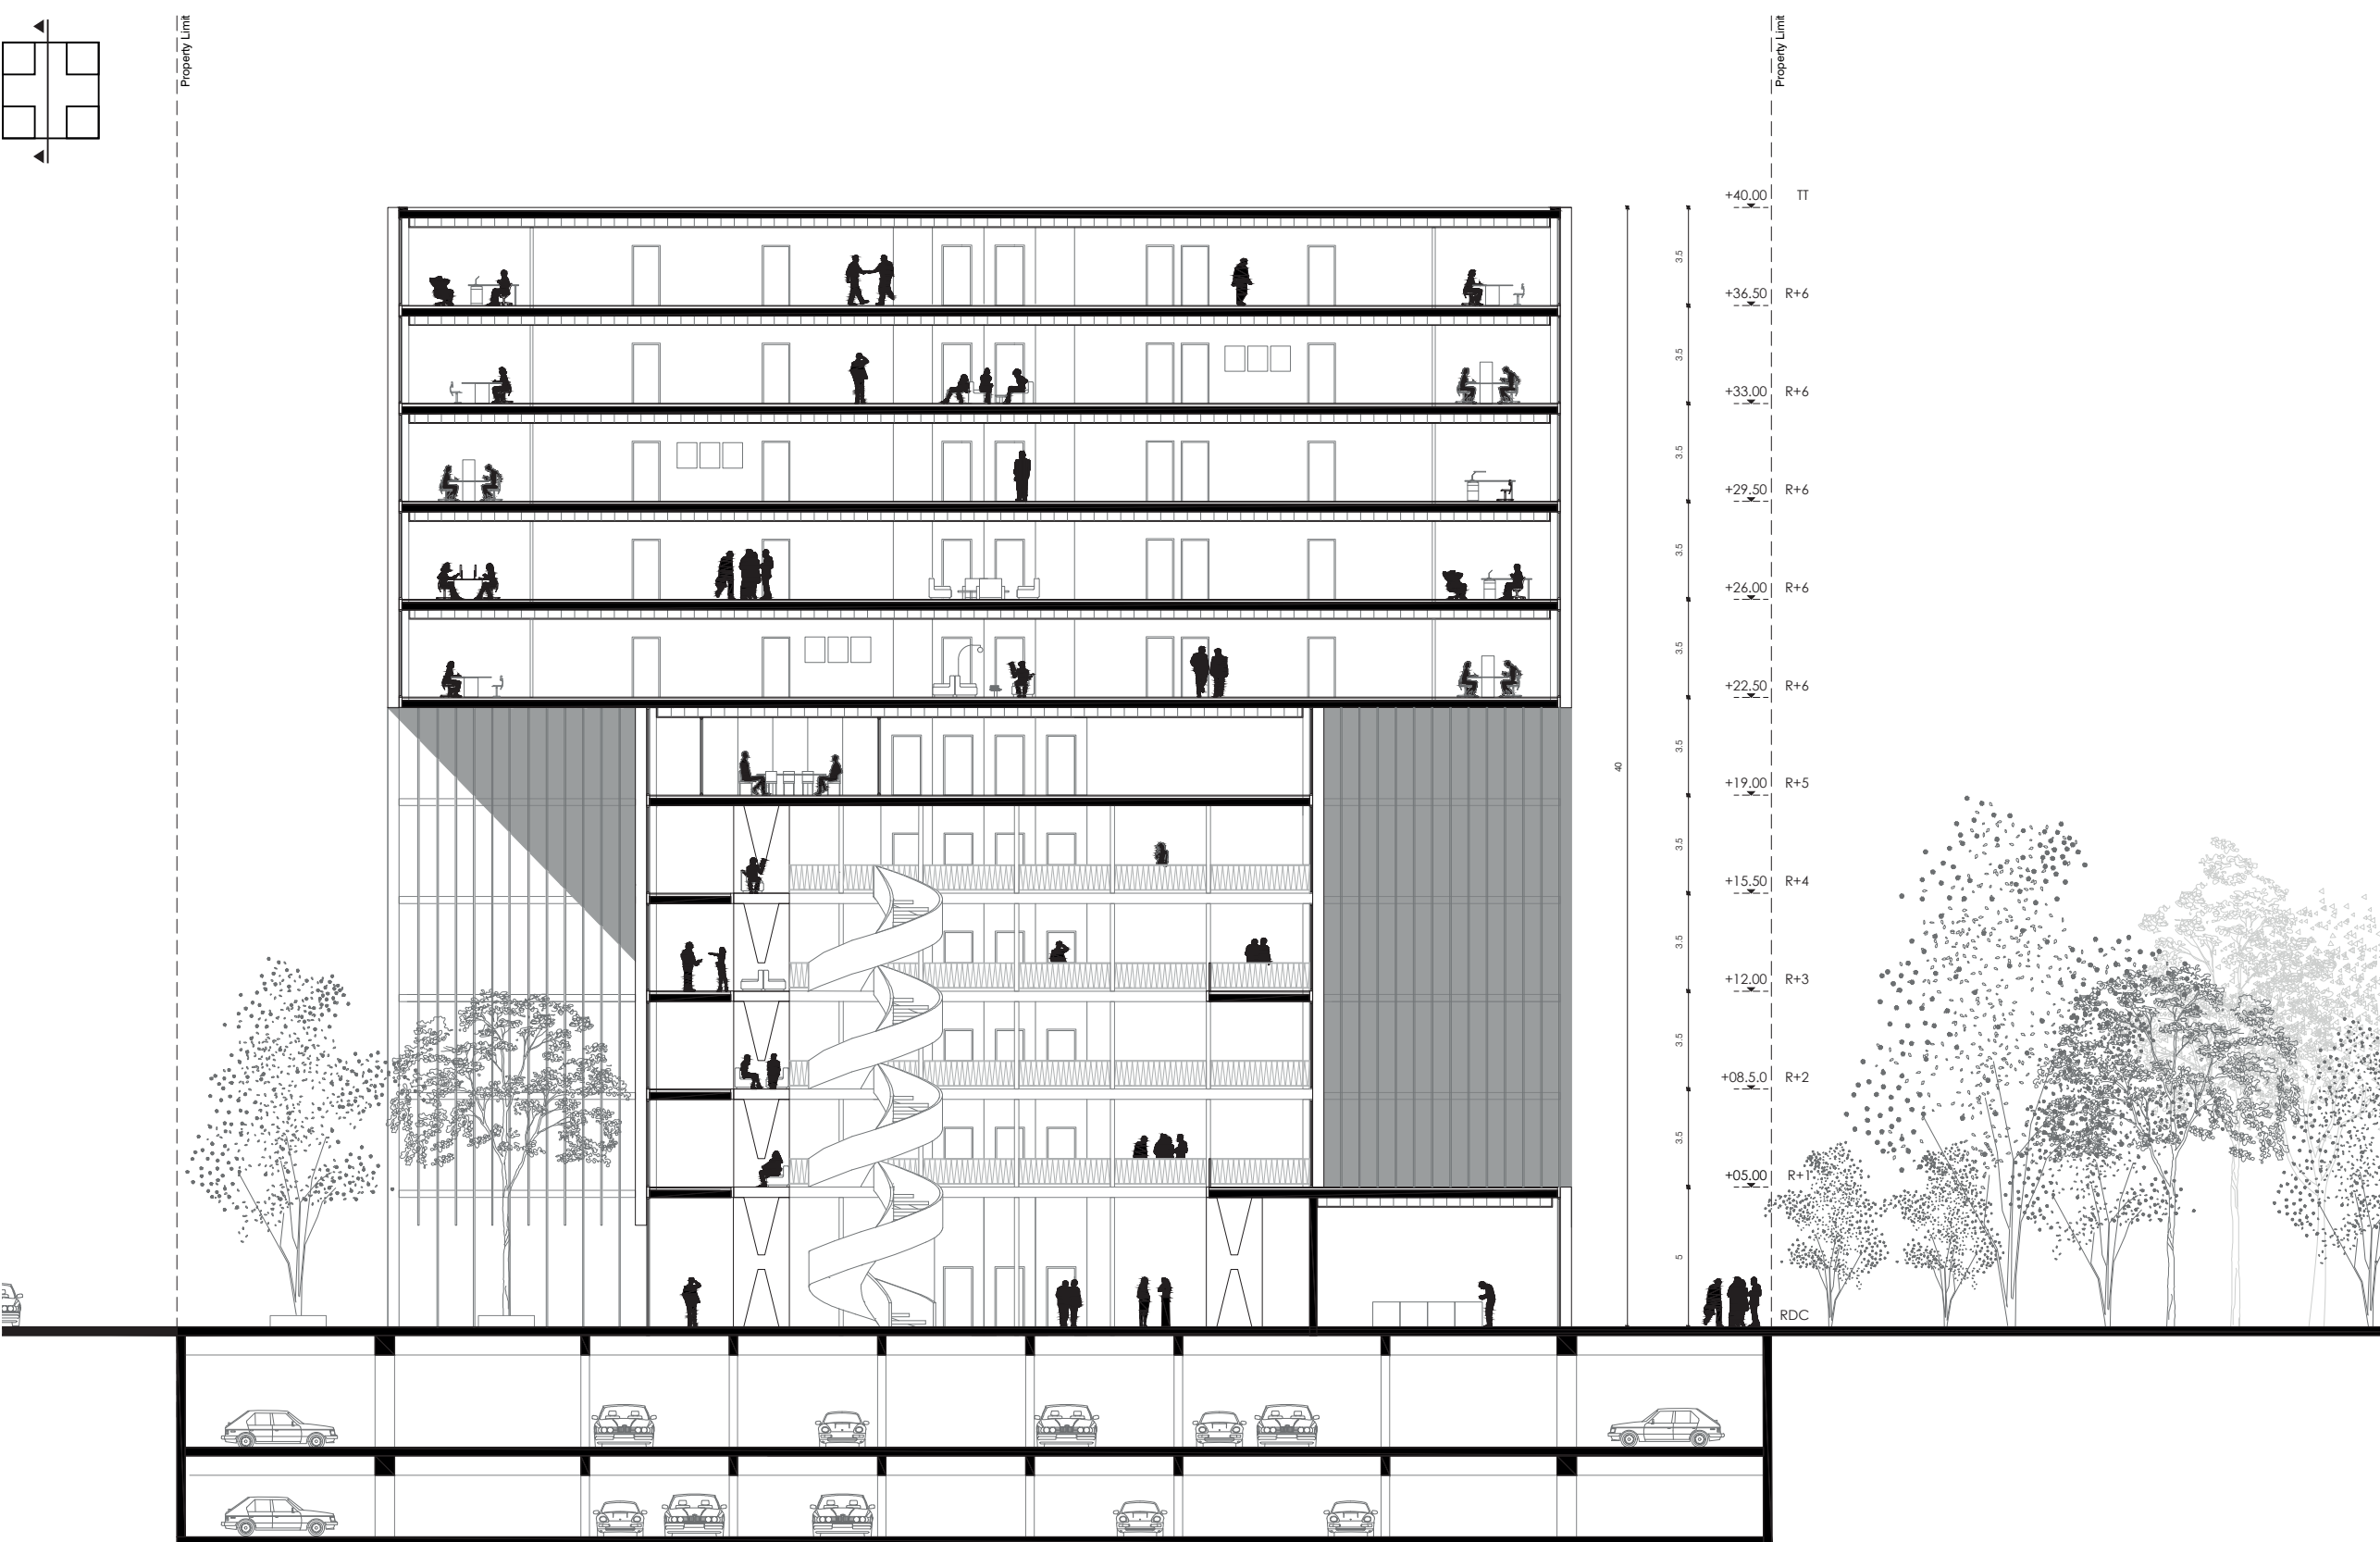 Property Limit
Property Limit
+40.00 TT
3.5
+36.50 R+6
3.5
+33.00 R+6
3.5
+29.50 R+6
3.5
+26.00 R+6
3.5
+22.50 R+6
3.5
40
+19.00 R+5
3.5
+15.50 R+4
3.5
+12.00 R+3
3.5
+08.5.0 R+2
3.5
+05.00 R+1
5
RDC